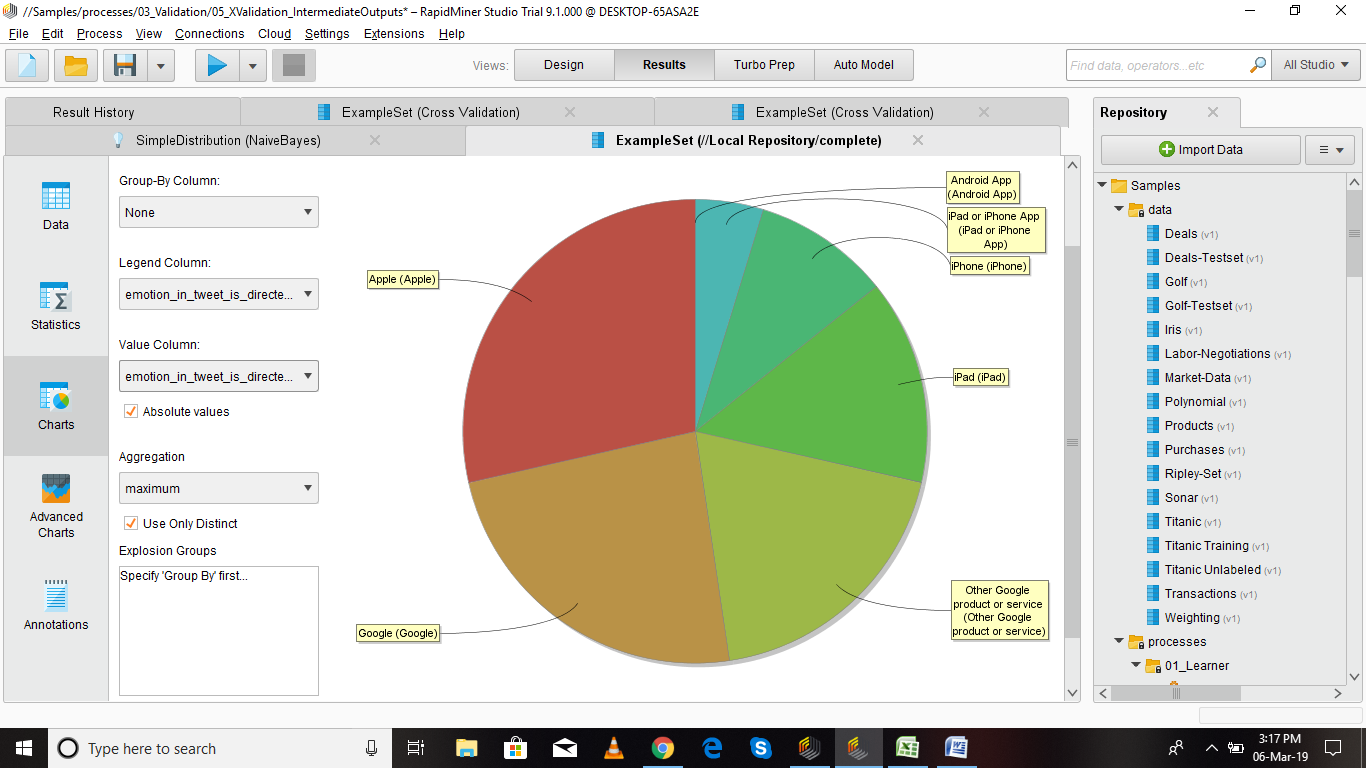 //Samples/processes/03_Validation/05_XValidation_IntermediateOutputs* – RapidMiner Studio Trial 9.1.000 @ DESKTOP-65ASA2E
File Edit Process View Connections Cloud Settings Extensions Help
Views: Design Results Turbo Prep Auto Model
Find data, operators...etc
All Studio
Result History
ExampleSet (Cross Validation)
ExampleSet (Cross Validation)
SimpleDistribution (NaiveBayes)
ExampleSet (//Local Repository/complete)
Data
Statistics
Charts
Advanced
Charts
Annotations
Group-By Column:
None
Legend Column:
emotion_in_tweet_is_directe...
Value Column:
emotion_in_tweet_is_directe...
Absolute values
Aggregation
maximum
Use Only Distinct
Explosion Groups
Specify 'Group By' first...
Android App
(Android App)
iPad or iPhone App
(iPad or iPhone
App)
iPhone (iPhone)
Apple (Apple)
iPad (iPad)
Other Google
product or service
(Other Google
product or service)
Google (Google)
Repository
Import Data
Samples
data
Deals (v1)
Deals-Testset (v1)
Golf (v1)
Golf-Testset (v1)
Iris (v1)
Labor-Negotiations (v1)
Market-Data (v1)
Polynomial (v1)
Products (v1)
Purchases (v1)
Ripley-Set (v1)
Sonar (v1)
Titanic (v1)
Titanic Training (v1)
Titanic Unlabeled (v1)
Transactions (v1)
Weighting (v1)
processes
01_Learner
Type here to search
3:17 PM
06-Mar-19